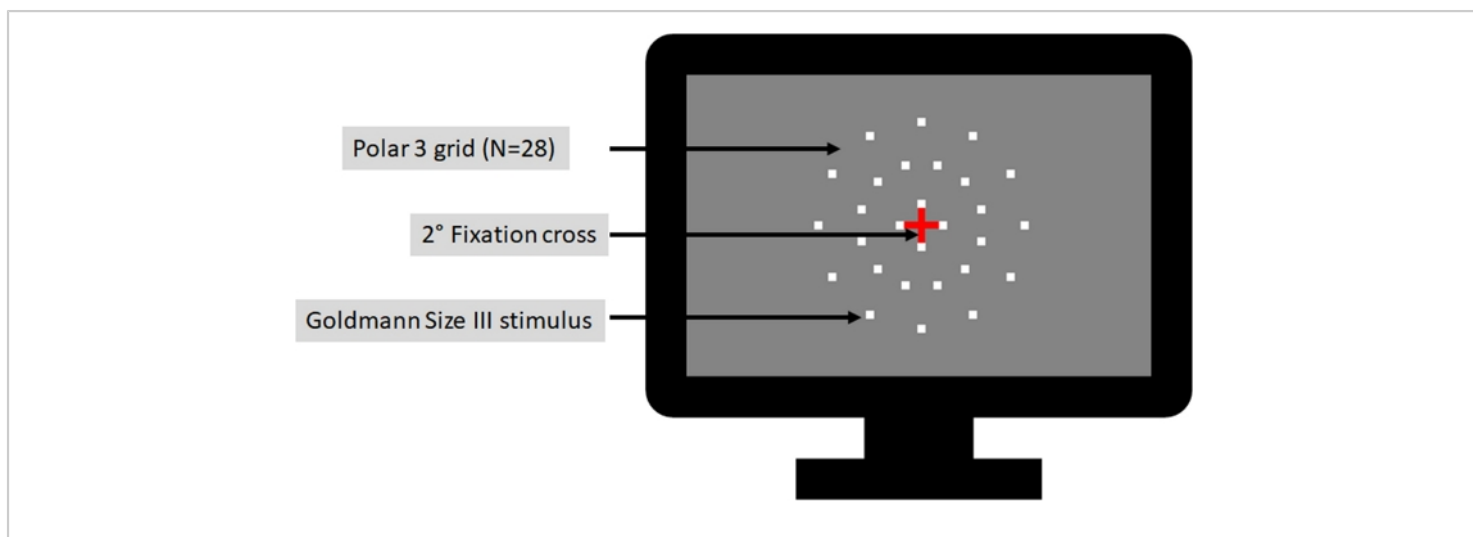 Polar 3 grid (N=28)
2° Fixation cross
Goldmann Size III stimulus